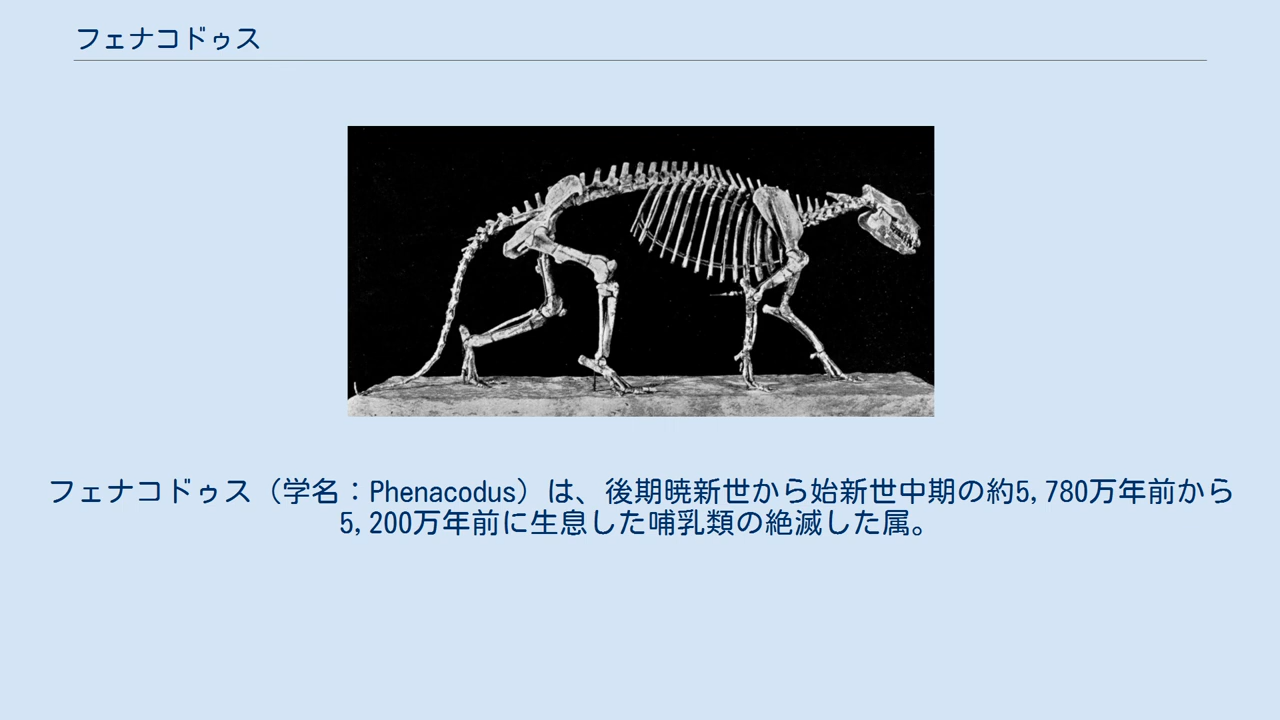 フェナコドゥス
フェナコドゥス（学名：Phenacodus）は、後期暁新世から始新世中期の約5,780万年前から
5,200万年前に生息した哺乳類の絶滅した属。